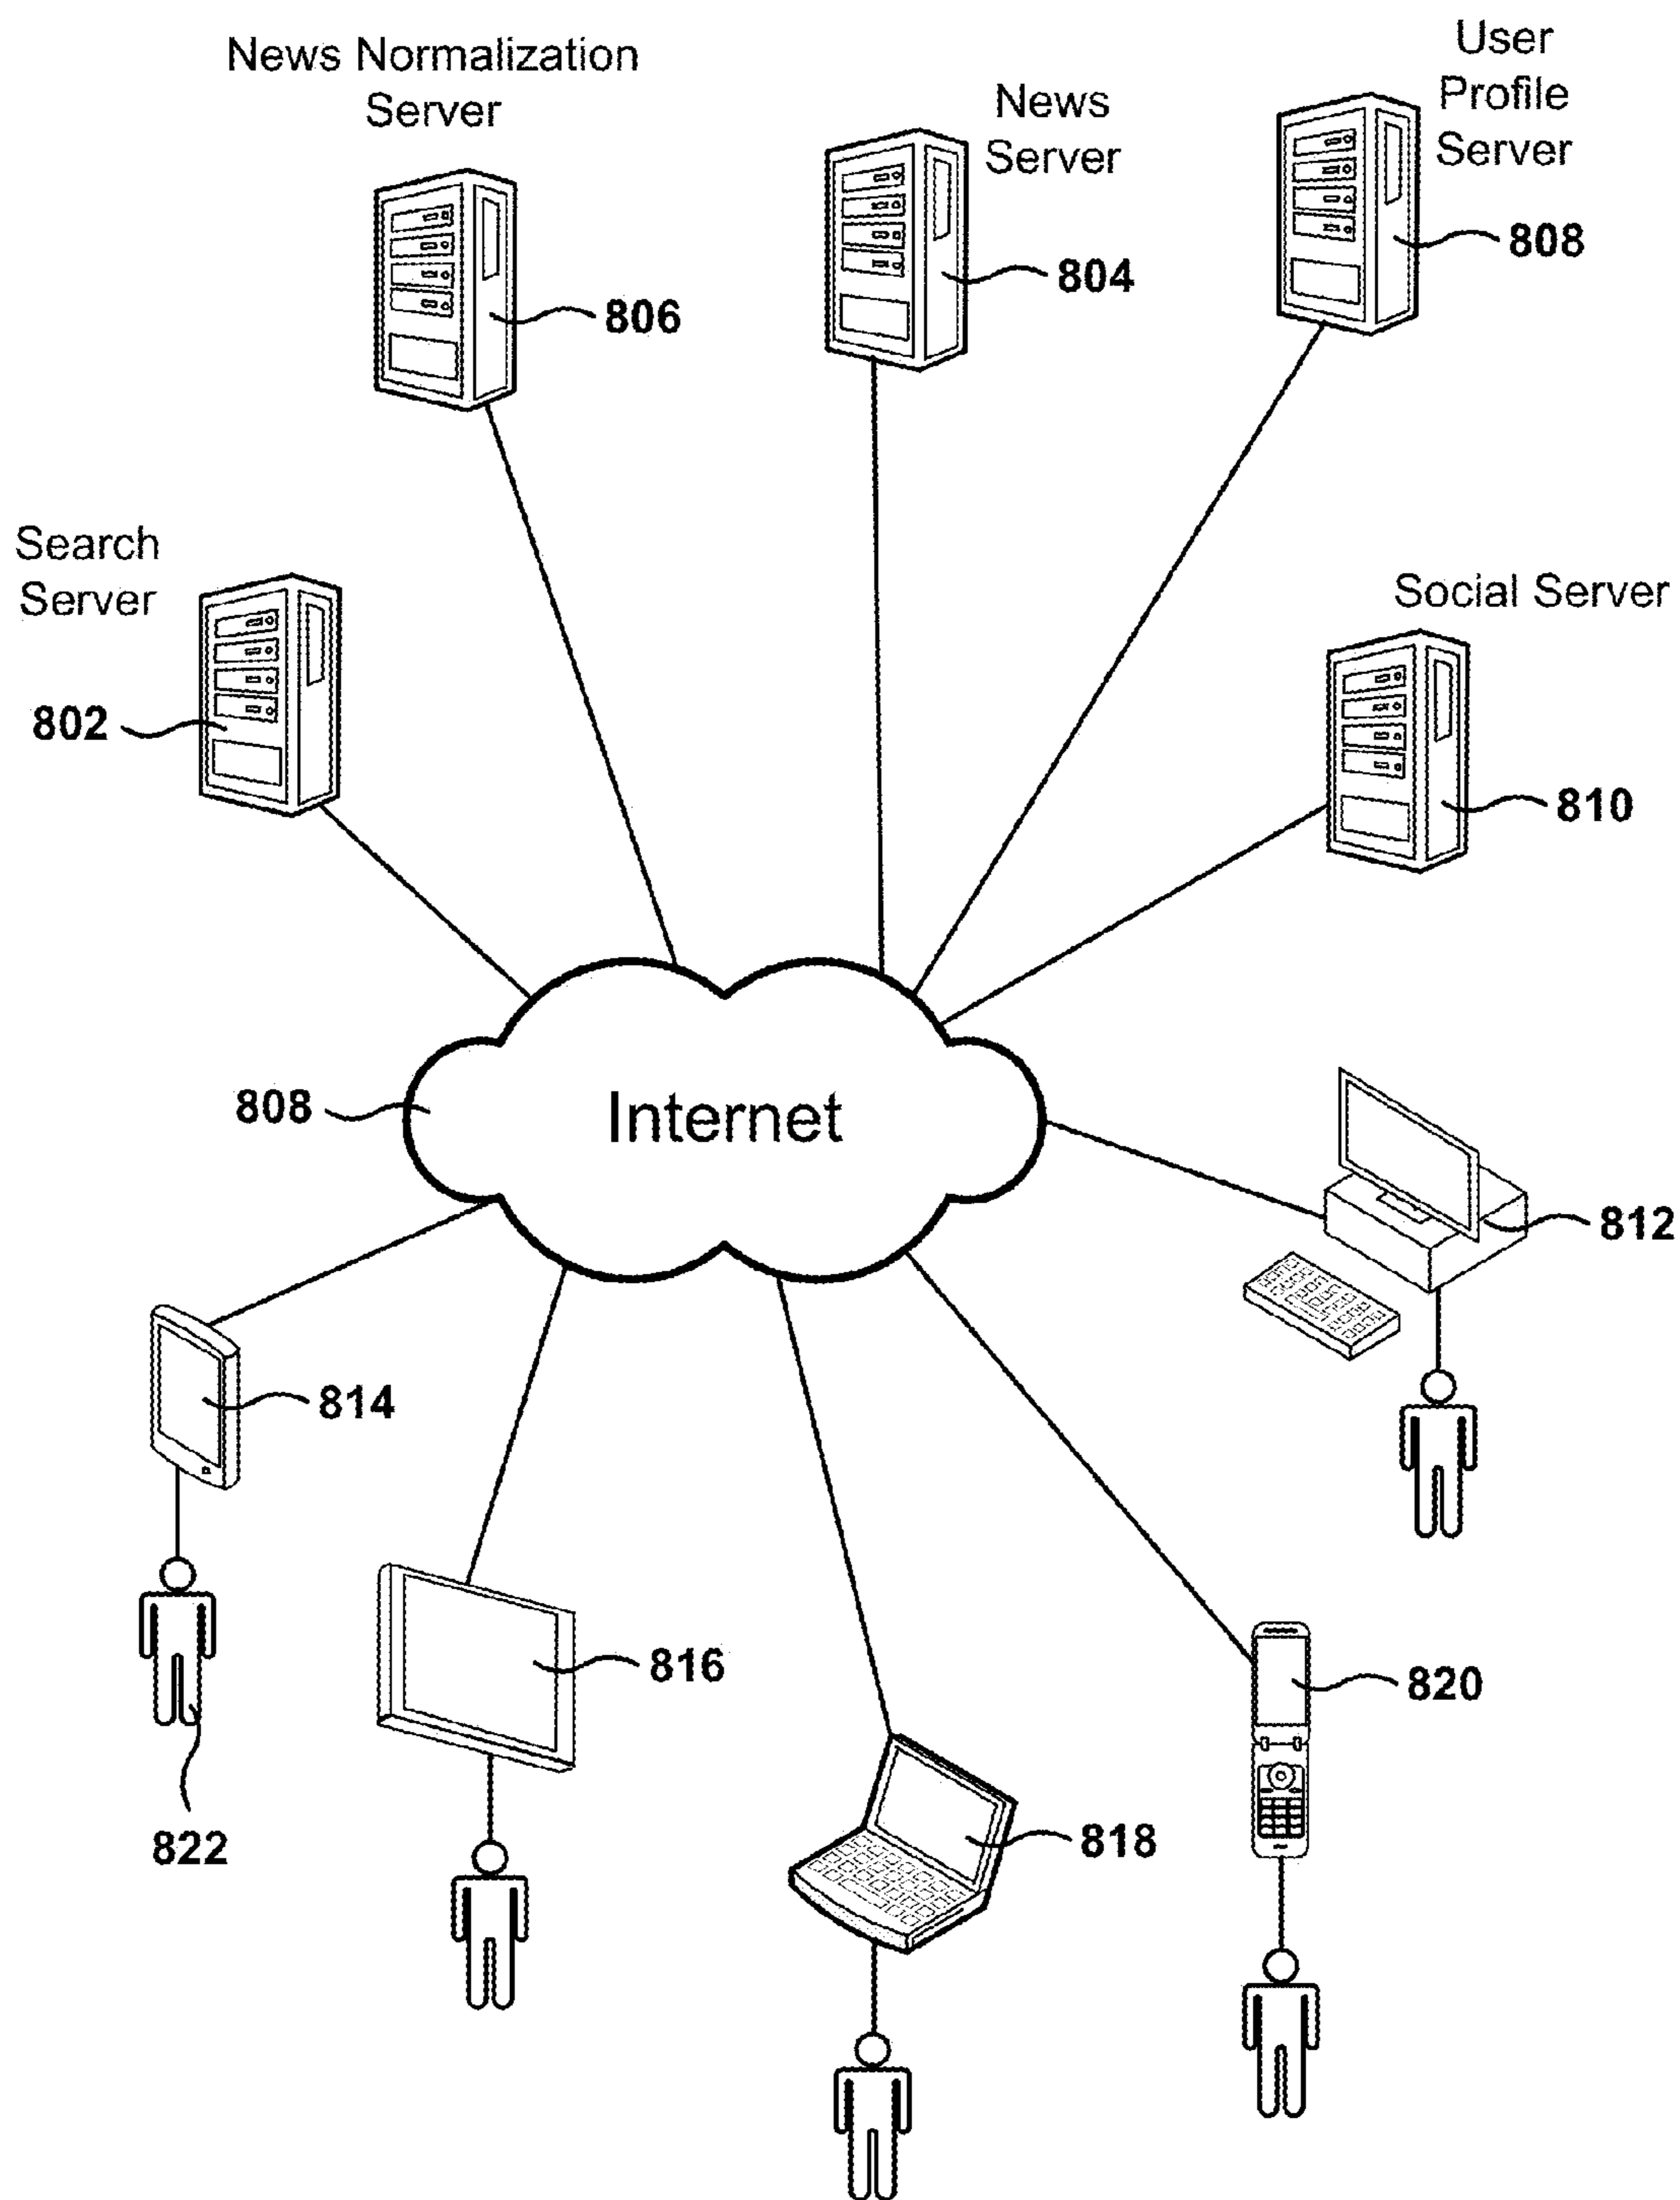 News Normalization
Server
News
Server
User
Profile
Server
806
804
808
Search
Server
802
Social Server
810
808
Internet
812
814
816
820
822
818